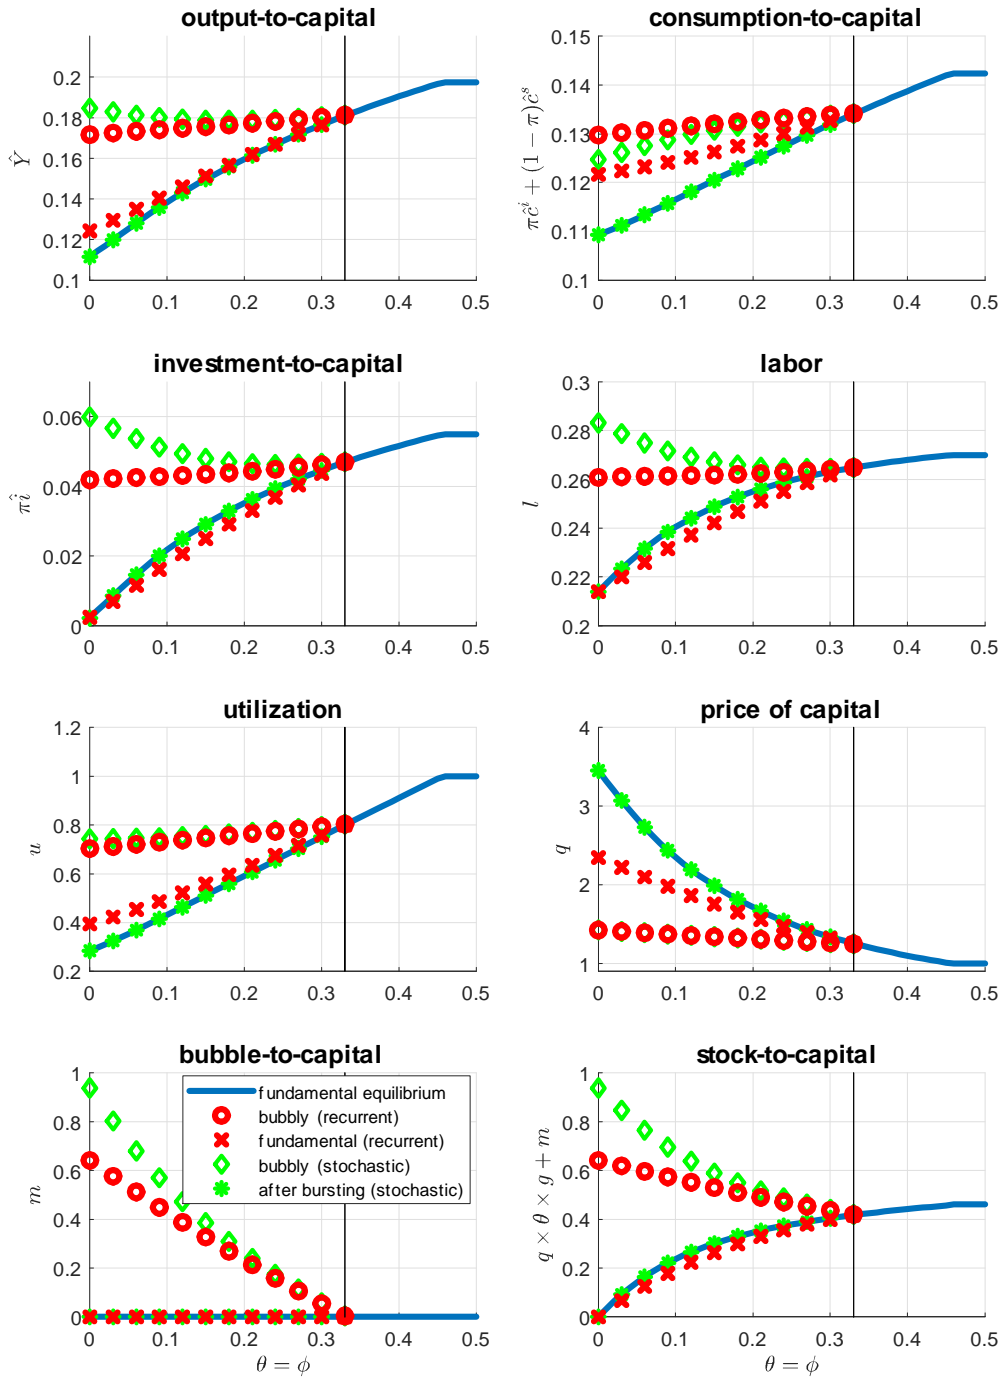 output-to-capital
0.2
0.18
0.16
0.14
0.12
0.1
Ŷ
0 0.1 0.2 0.3 0.4 0.5
consumption-to-capital
0.15
0.14
0.13
0.12
0.11
0.1
πĉⁱ + (1 − π)ĉˢ
0 0.1 0.2 0.3 0.4 0.5
investment-to-capital
0.06
0.04
0.02
0
πî
0 0.1 0.2 0.3 0.4 0.5
labor
0.3
0.28
0.26
0.24
0.22
0.2
l
0 0.1 0.2 0.3 0.4 0.5
utilization
1.2
1
0.8
0.6
0.4
0.2
u
0 0.1 0.2 0.3 0.4 0.5
price of capital
4
3
2
1
q
0 0.1 0.2 0.3 0.4 0.5
bubble-to-capital
1
0.8
0.6
0.4
0.2
0
m
fundamental equilibrium
bubbly (recurrent)
fundamental (recurrent)
bubbly (stochastic)
after bursting (stochastic)
0 0.1 0.2 0.3 0.4 0.5
θ = ϕ
stock-to-capital
1
0.8
0.6
0.4
0.2
0
q × θ × g + m
0 0.1 0.2 0.3 0.4 0.5
θ = ϕ